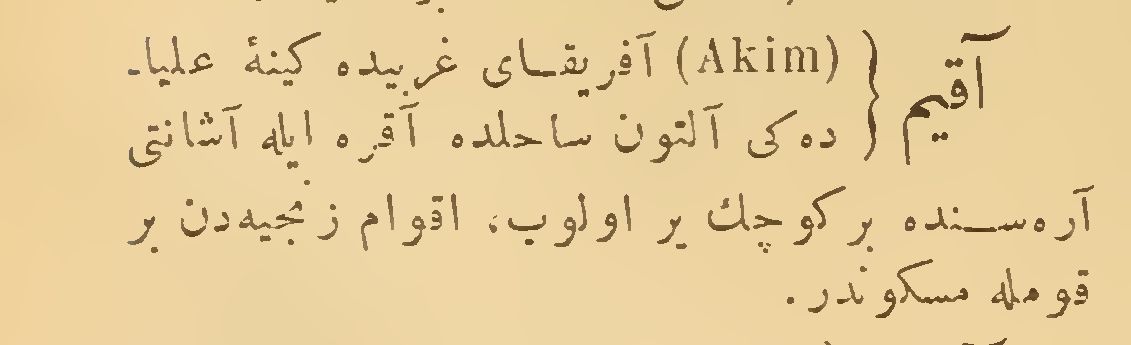 آقیم { (Akim) آفریقای غربیده کینۀ علیا-
ده‌کی آلتون ساحلده آقره ایله آشانتی
آره‌سنده برکوچك یر اولوب، اقوام زنجیه‌دن بر
قومله مسکوندر.